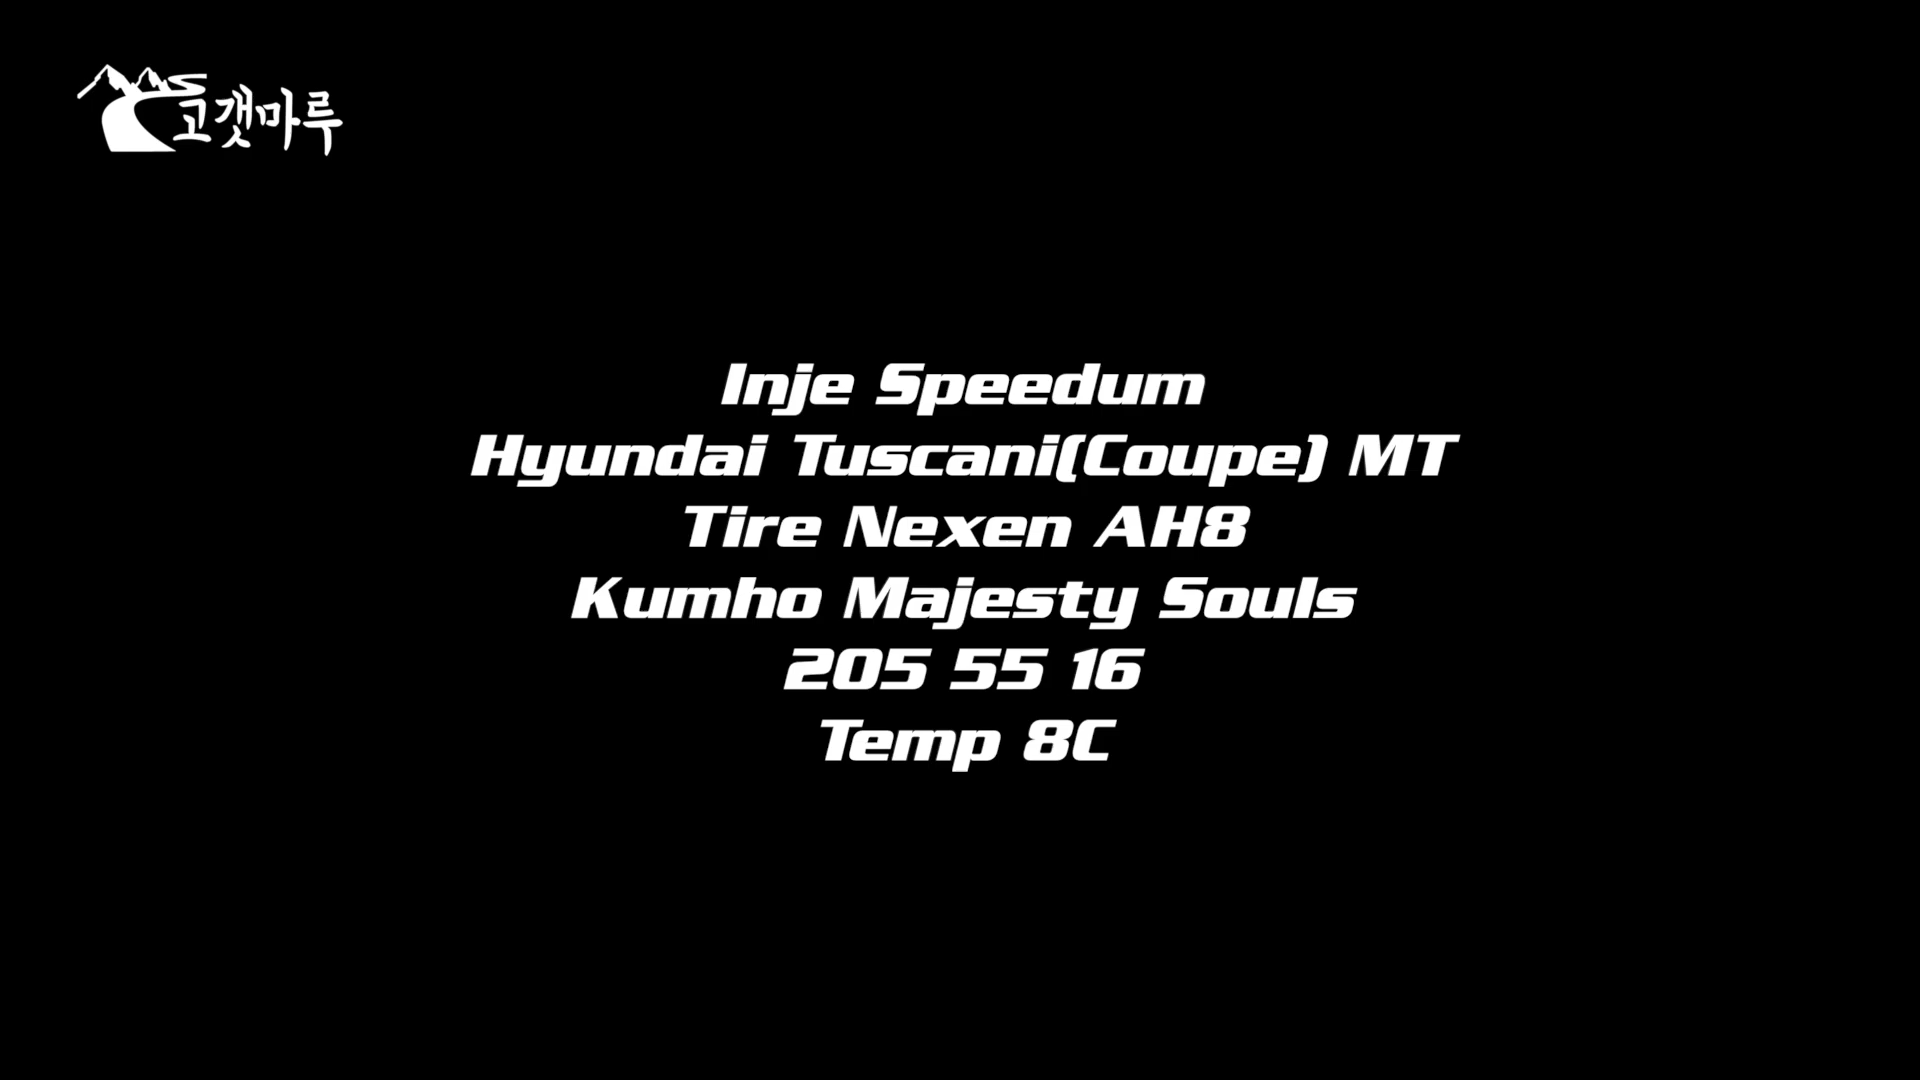 코갯마루
Inje Speedum
Hyundai Tuscani(Coupe) MT
Tire Nexen AH8
Kumho Majesty Souls
205 55 16
Temp 8C